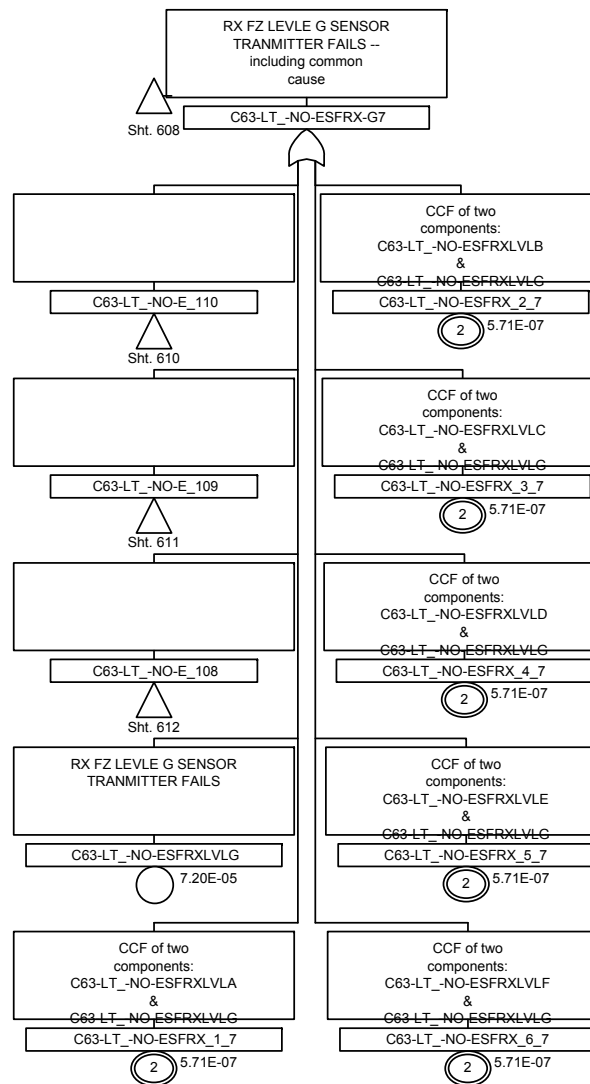 RX FZ LEVLE G SENSOR
TRANMITTER FAILS --
including common
cause
C63-LT_-NO-ESFRX-G7
Sht. 608
C63-LT_-NO-E_110
Sht. 610
CCF of two
components:
C63-LT_-NO-ESFRXLVLB
&
C63-LT_-NO-ESFRXLVLG
C63-LT_-NO-ESFRX_2_7
2
5.71E-07
C63-LT_-NO-E_109
Sht. 611
CCF of two
components:
C63-LT_-NO-ESFRXLVLC
&
C63-LT_-NO-ESFRXLVLG
C63-LT_-NO-ESFRX_3_7
2
5.71E-07
C63-LT_-NO-E_108
Sht. 612
CCF of two
components:
C63-LT_-NO-ESFRXLVLD
&
C63-LT_-NO-ESFRXLVLG
C63-LT_-NO-ESFRX_4_7
2
5.71E-07
RX FZ LEVLE G SENSOR
TRANMITTER FAILS
C63-LT_-NO-ESFRXLVLG
7.20E-05
CCF of two
components:
C63-LT_-NO-ESFRXLVLE
&
C63-LT_-NO-ESFRXLVLG
C63-LT_-NO-ESFRX_5_7
2
5.71E-07
CCF of two
components:
C63-LT_-NO-ESFRXLVLA
&
C63-LT_-NO-ESFRXLVLG
C63-LT_-NO-ESFRX_1_7
2
5.71E-07
CCF of two
components:
C63-LT_-NO-ESFRXLVLF
&
C63-LT_-NO-ESFRXLVLG
C63-LT_-NO-ESFRX_6_7
2
5.71E-07